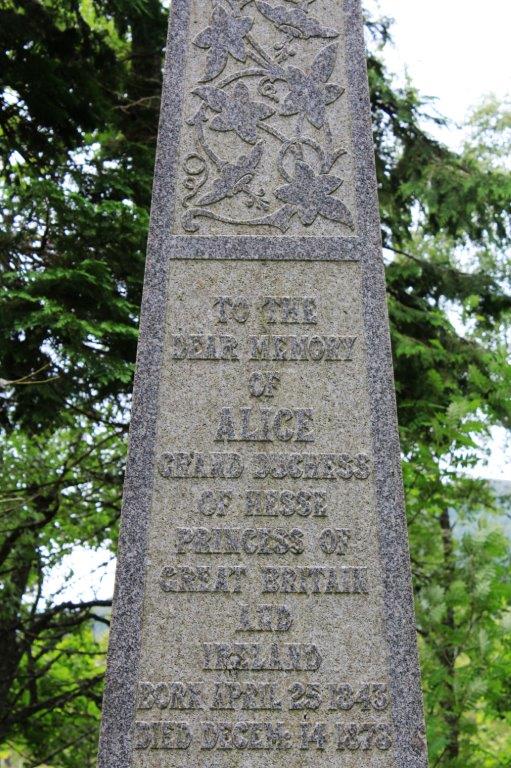 TO THE
DEAR MEMORY
OF
ALICE
GRAND DUCHESS
OF HESSE
PRINCESS OF
GREAT BRITAIN
AND
IRELAND
BORN APRIL 25 1843
DIED DECEM: 14 1878